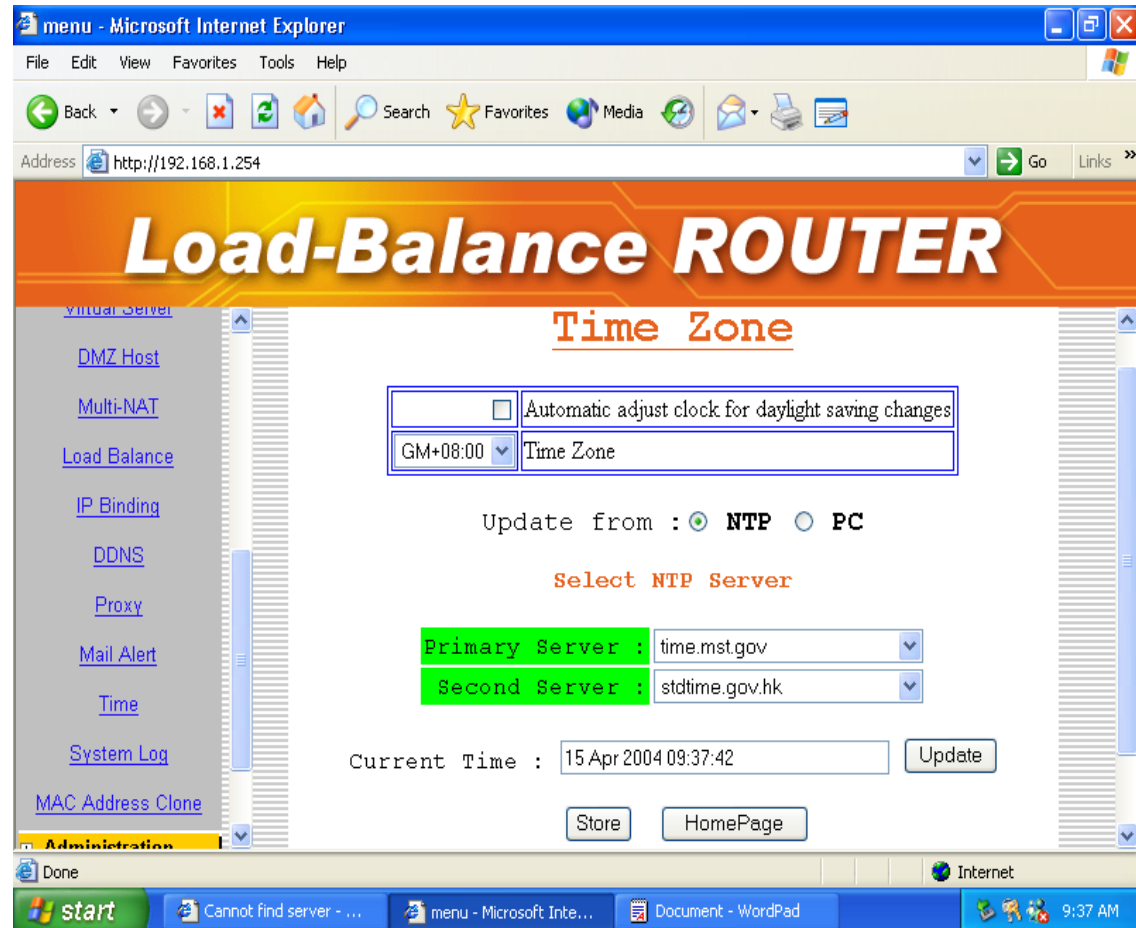 menu - Microsoft Internet Explorer
File Edit View Favorites Tools Help
Back Search Favorites Media
Address http://192.168.1.254 Go Links »
Load-Balance ROUTER
Virtual Server
DMZ Host
Multi-NAT
Load Balance
IP Binding
DDNS
Proxy
Mail Alert
Time
System Log
MAC Address Clone
Administration
Time Zone
Automatic adjust clock for daylight saving changes
GM+08:00 Time Zone
Update from : NTP PC
Select NTP Server
Primary Server : time.mst.gov
Second Server : stdtime.gov.hk
Current Time : 15 Apr 2004 09:37:42 Update
Store HomePage
Done Internet
start Cannot find server - ... menu - Microsoft Inte... Document - WordPad 9:37 AM